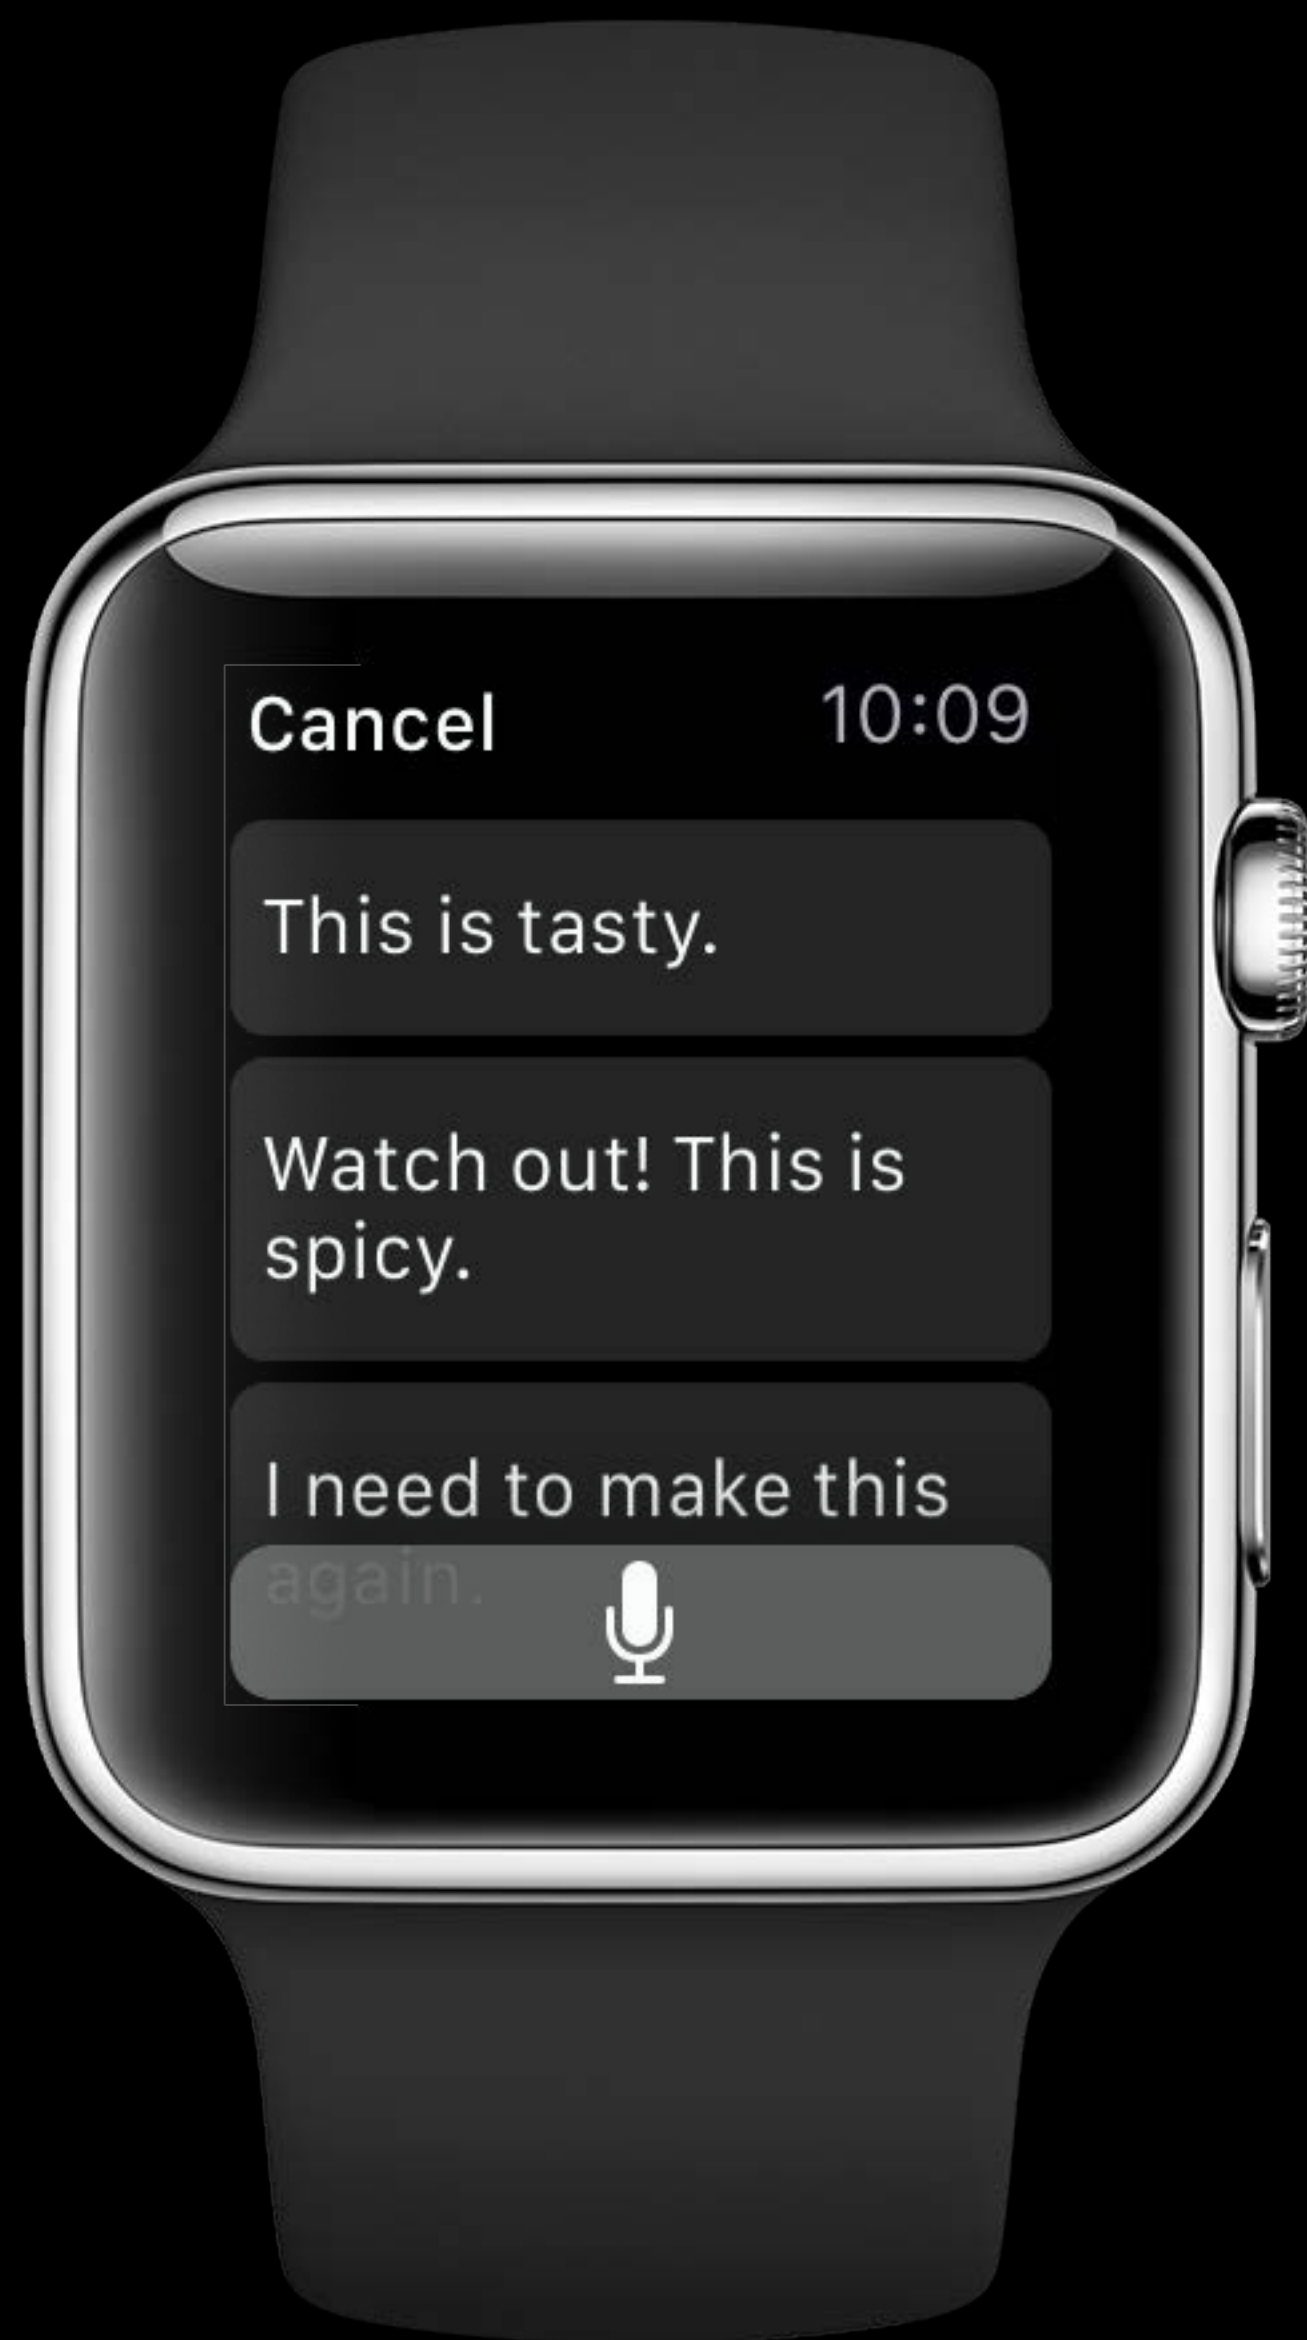 Cancel 10:09
This is tasty.
Watch out! This is
spicy.
I need to make this
again.